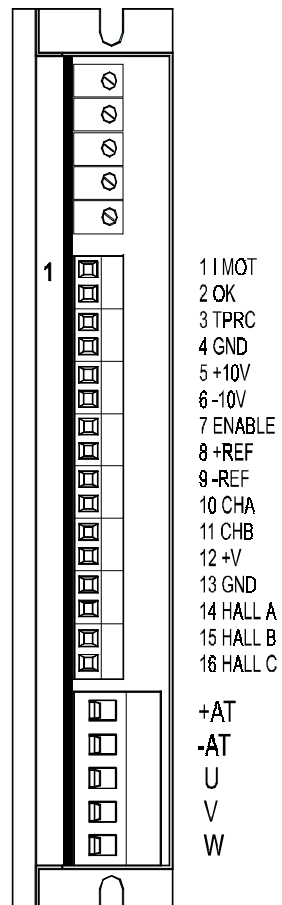 1
1 I MOT
2 OK
3 TPRC
4 GND
5 +10V
6 -10V
7 ENABLE
8 +REF
9 -REF
10 CHA
11 CHB
12 +V
13 GND
14 HALL A
15 HALL B
16 HALL C
+AT
-AT
U
V
W